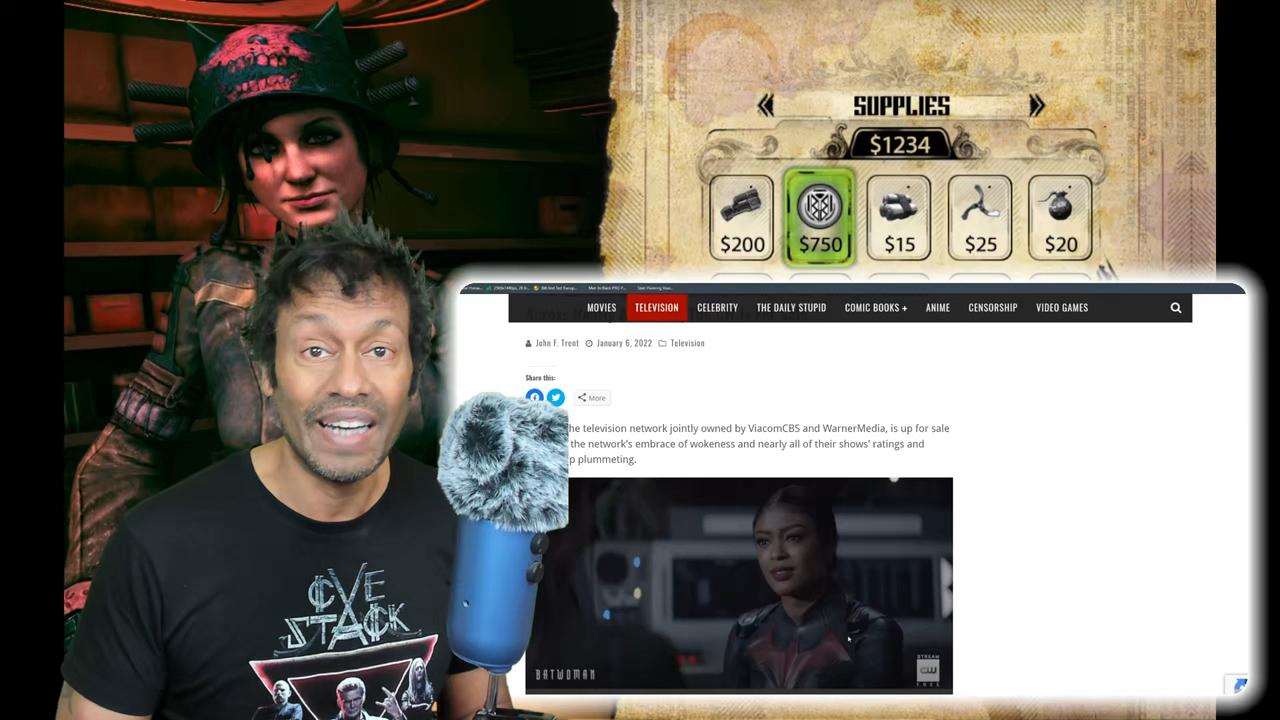 SUPPLIES
$1234
$200
$750
$15
$25
$20
MOVIES
TELEVISION
CELEBRITY
THE DAILY STUPID
COMIC BOOKS +
ANIME
CENSORSHIP
VIDEO GAMES
John F. Trent
January 6, 2022
Television
Share this:
More
he television network jointly owned by ViacomCBS and WarnerMedia, is up for sale
the network's embrace of wokeness and nearly all of their shows' ratings and
p plummeting.
BATWOMAN
STREAM
CW
FREE
CVE
STACK